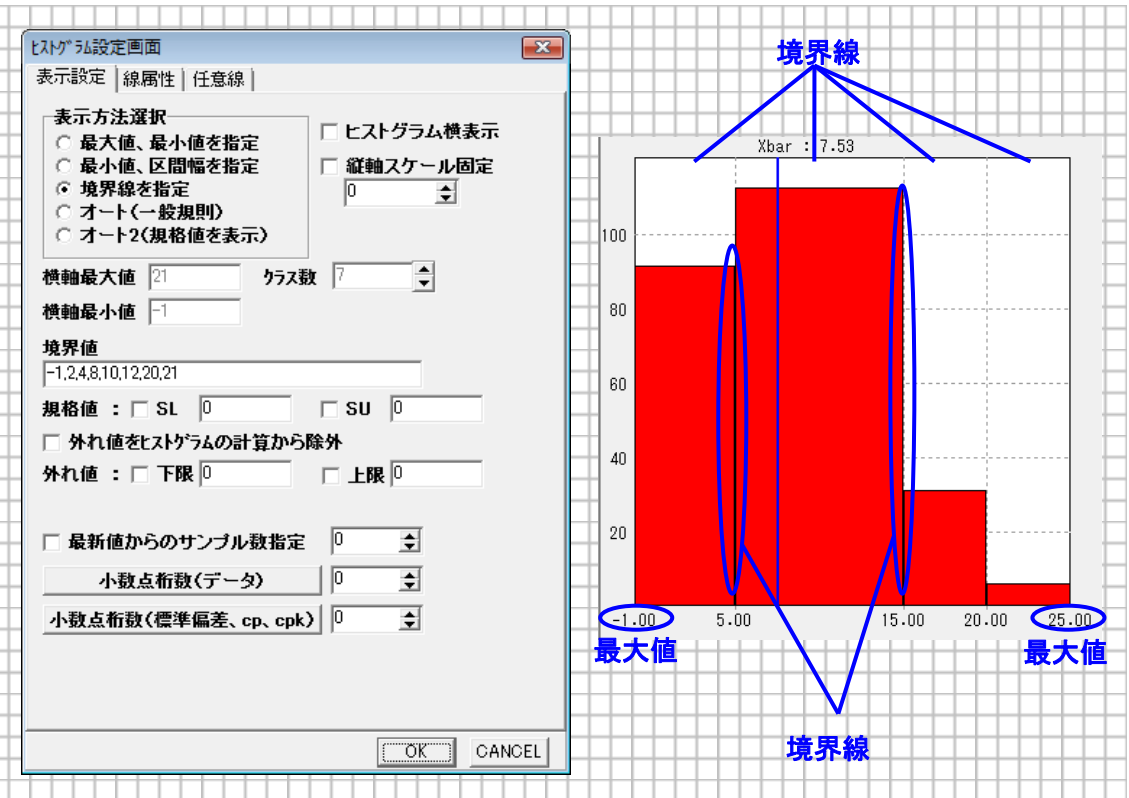 ﾋｽﾄｸﾞﾗﾑ設定画面
表示設定 線属性 任意線
表示方法選択
最大値、最小値を指定
最小値、区間幅を指定
境界線を指定
オート(一般規則)
オート2(規格値を表示)
ヒストグラム横表示
縦軸スケール固定
0
横軸最大値 21 ｸﾗｽ数 7
横軸最小値 -1
境界値
-1,2,4,8,10,12,20,21
規格値 : SL 0 SU 0
外れ値をﾋｽﾄｸﾞﾗﾑの計算から除外
外れ値 : 下限 0 上限 0
最新値からのサンプル数指定 0
小数点桁数(データ) 0
小数点桁数(標準偏差、cp、cpk) 0
OK CANCEL
境界線
Xbar : 7.53
100
80
60
40
20
-1.00 5.00 15.00 20.00 25.00
最大値 最大値
境界線